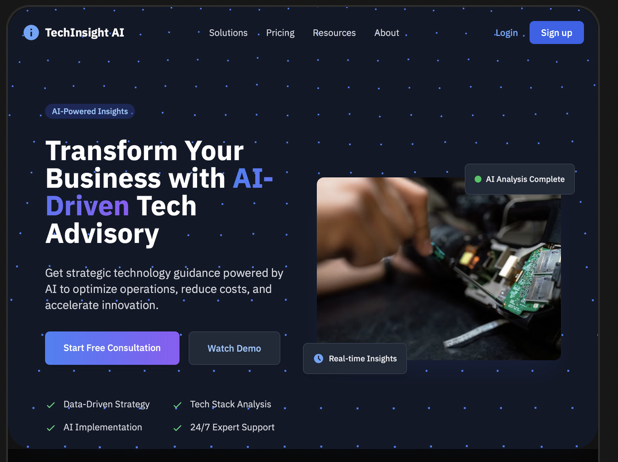 TechInsight AI
Solutions Pricing Resources About
Login Sign up
AI-Powered Insights
Transform Your
Business with AI-
Driven Tech
Advisory
Get strategic technology guidance powered by
AI to optimize operations, reduce costs, and
accelerate innovation.
Start Free Consultation Watch Demo
Data-Driven Strategy Tech Stack Analysis
AI Implementation 24/7 Expert Support
AI Analysis Complete
Real-time Insights